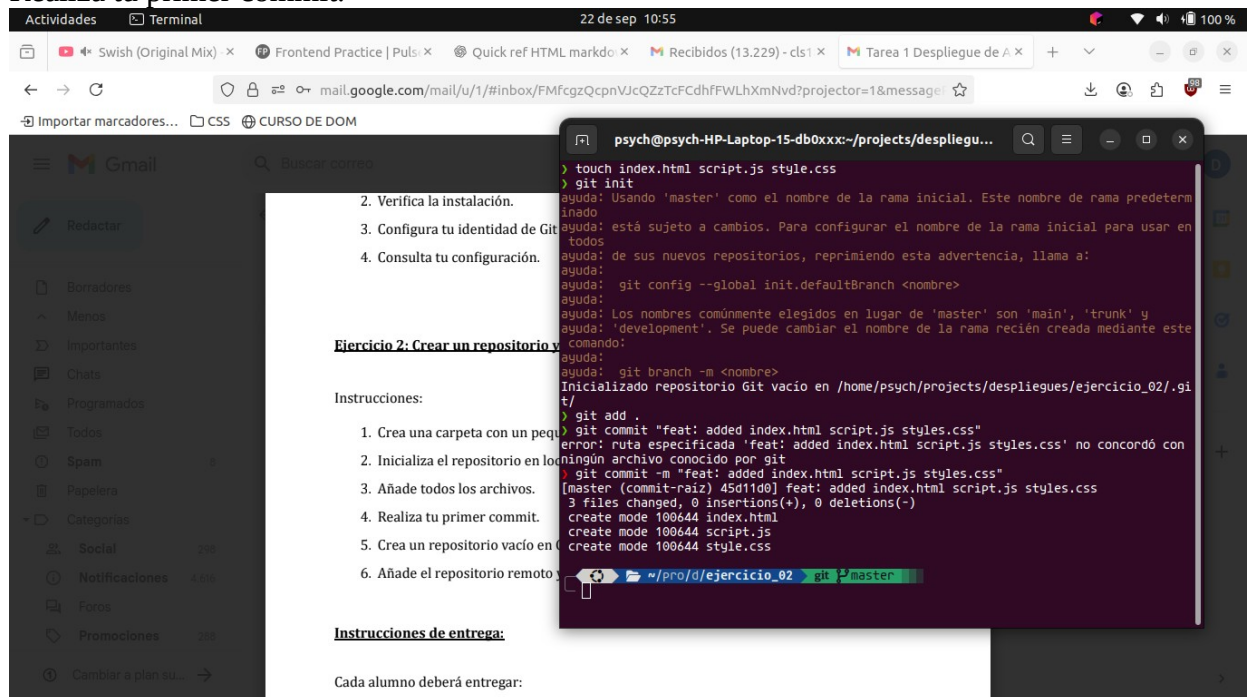 Realiza tu primer commit.
Actividades Terminal 22 de sep 10:55 100 %
Swish (Original Mix) Frontend Practice | Puls Quick ref HTML markdo Recibidos (13.229) - cls1 Tarea 1 Despliegue de A
mail.google.com/mail/u/1/#inbox/FMfcgzQcpnVJcQZzTcFCdhfFWLhXmNvd?projector=1&message
Importar marcadores... CSS CURSO DE DOM
Gmail
Buscar correo
Redactar
Borradores
Menos
Importantes
Chats
Programados
Todos
Spam
Papelera
Categorías
Social 298
Notificaciones
Foros
Promociones
Cambiar a plan su...
2. Verifica la instalación.
3. Configura tu identidad de Git
4. Consulta tu configuración.
Ejercicio 2: Crear un repositorio y
Instrucciones:
1. Crea una carpeta con un pequ
2. Inicializa el repositorio en loc
3. Añade todos los archivos.
4. Realiza tu primer commit.
5. Crea un repositorio vacío en
6. Añade el repositorio remoto y
Instrucciones de entrega:
Cada alumno deberá entregar:
psych@psych-HP-Laptop-15-db0xxx:~/projects/despliegu...
❯ touch index.html script.js style.css
❯ git init
ayuda: Usando 'master' como el nombre de la rama inicial. Este nombre de rama predeterm
inado
ayuda: está sujeto a cambios. Para configurar el nombre de la rama inicial para usar en
todos
ayuda: de sus nuevos repositorios, reprimiendo esta advertencia, llama a:
ayuda:
ayuda: git config --global init.defaultBranch <nombre>
ayuda:
ayuda: Los nombres comúnmente elegidos en lugar de 'master' son 'main', 'trunk' y
ayuda: 'development'. Se puede cambiar el nombre de la rama recién creada mediante este
comando:
ayuda:
ayuda: git branch -m <nombre>
Inicializado repositorio Git vacío en /home/psych/projects/despliegues/ejercicio_02/.gi
t/
❯ git add .
❯ git commit "feat: added index.html script.js styles.css"
error: ruta especificada 'feat: added index.html script.js styles.css' no concordó con
ningún archivo conocido por git
❯ git commit -m "feat: added index.html script.js styles.css"
[master (commit-raíz) 45d11d0] feat: added index.html script.js styles.css
3 files changed, 0 insertions(+), 0 deletions(-)
create mode 100644 index.html
create mode 100644 script.js
create mode 100644 style.css
~/pro/d/ejercicio_02 git master